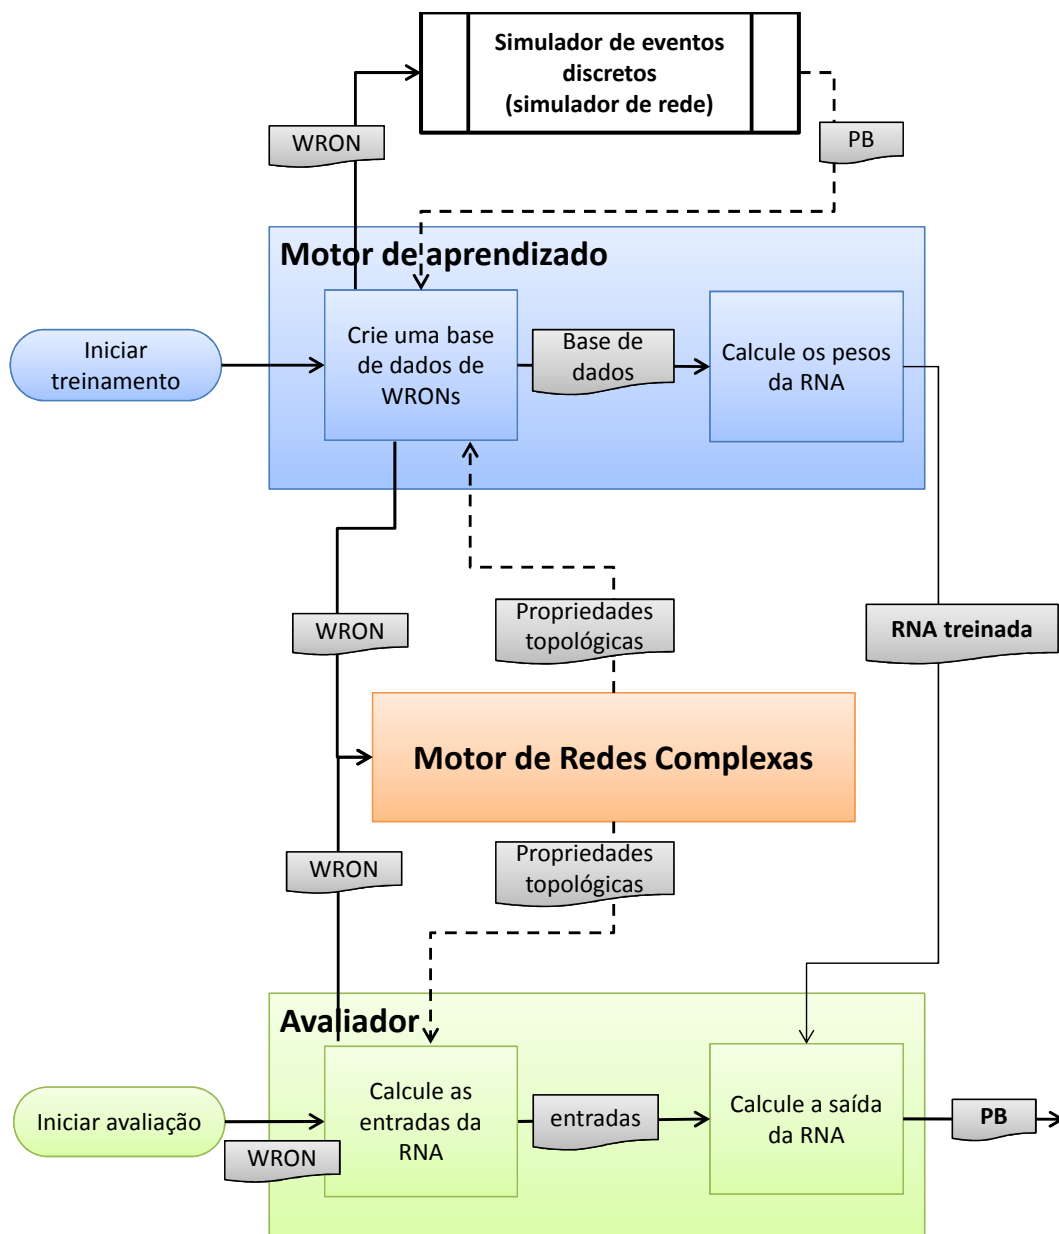 Simulador de eventos
discretos
(simulador de rede)
WRON
PB
Motor de aprendizado
Iniciar
treinamento
Crie uma base
de dados de
WRONs
Base de
dados
Calcule os pesos
da RNA
Propriedades
topológicas
WRON
RNA treinada
Motor de Redes Complexas
WRON
Propriedades
topológicas
Avaliador
Iniciar avaliação
WRON
Calcule as
entradas da
RNA
entradas
Calcule a saída
da RNA
PB